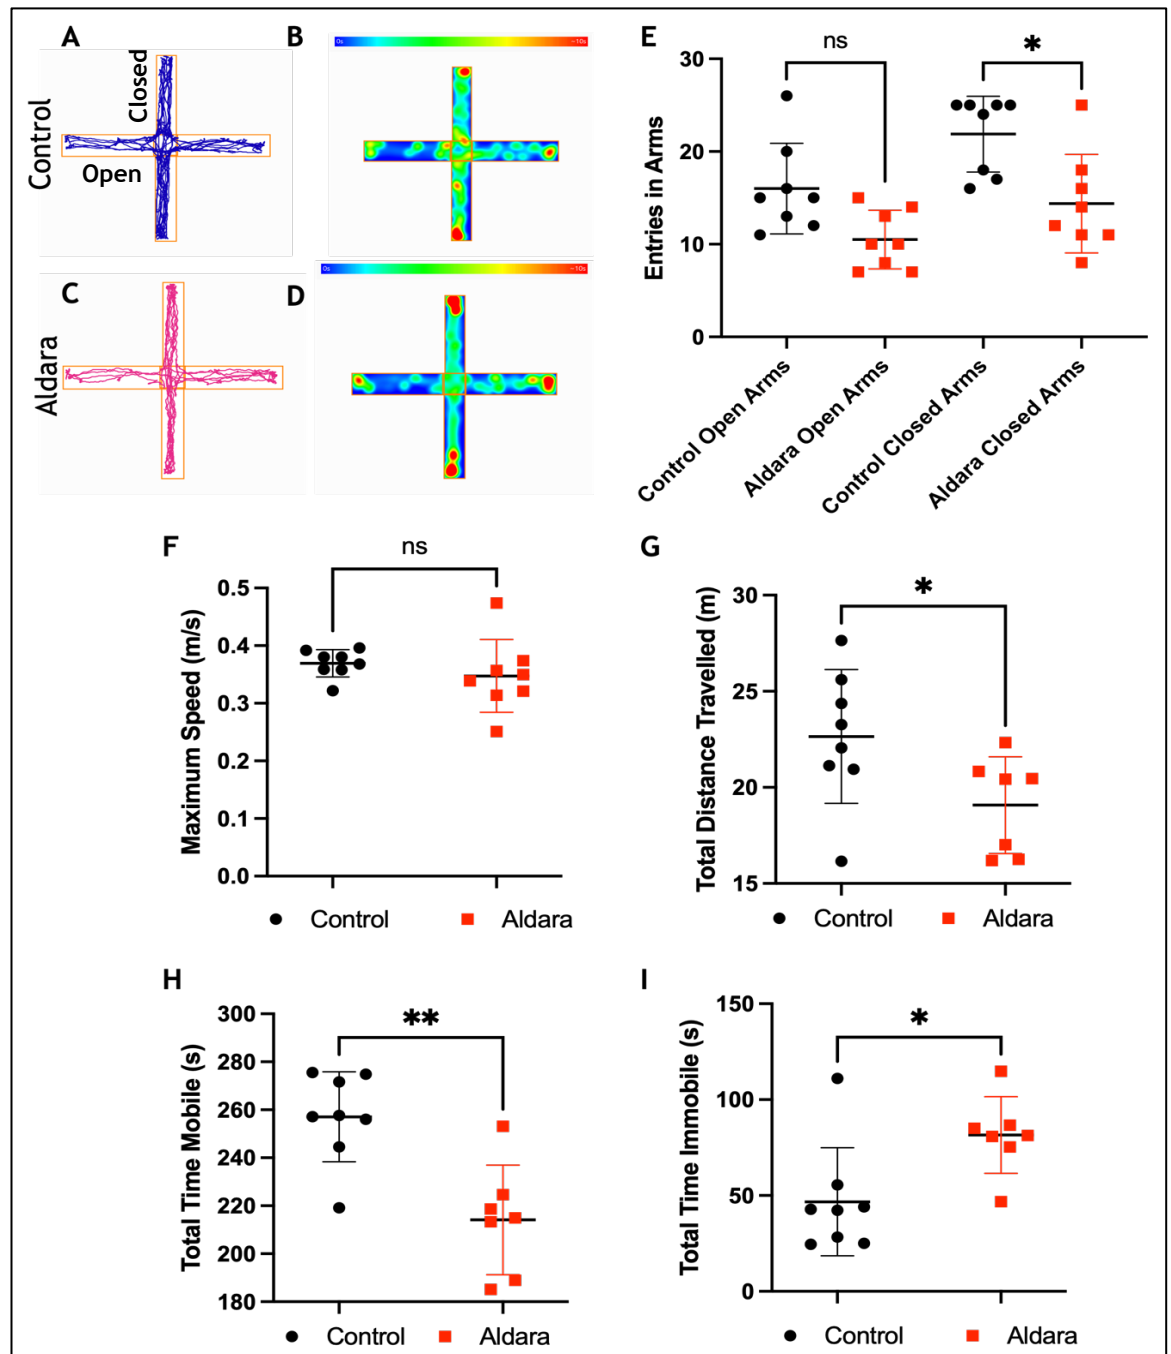 A
B
E
Control
Closed
Open
0s
~10s
C
D
Aldara
0s
~10s
ns
*
Entries in Arms
30
20
10
0
Control Open Arms
Aldara Open Arms
Control Closed Arms
Aldara Closed Arms
F
ns
Maximum Speed (m/s)
0.5
0.4
0.3
0.2
0.1
0.0
Control
Aldara
G
*
Total Distance Travelled (m)
30
25
20
15
Control
Aldara
H
**
Total Time Mobile (s)
300
280
260
240
220
200
180
Control
Aldara
I
*
Total Time Immobile (s)
150
100
50
0
Control
Aldara